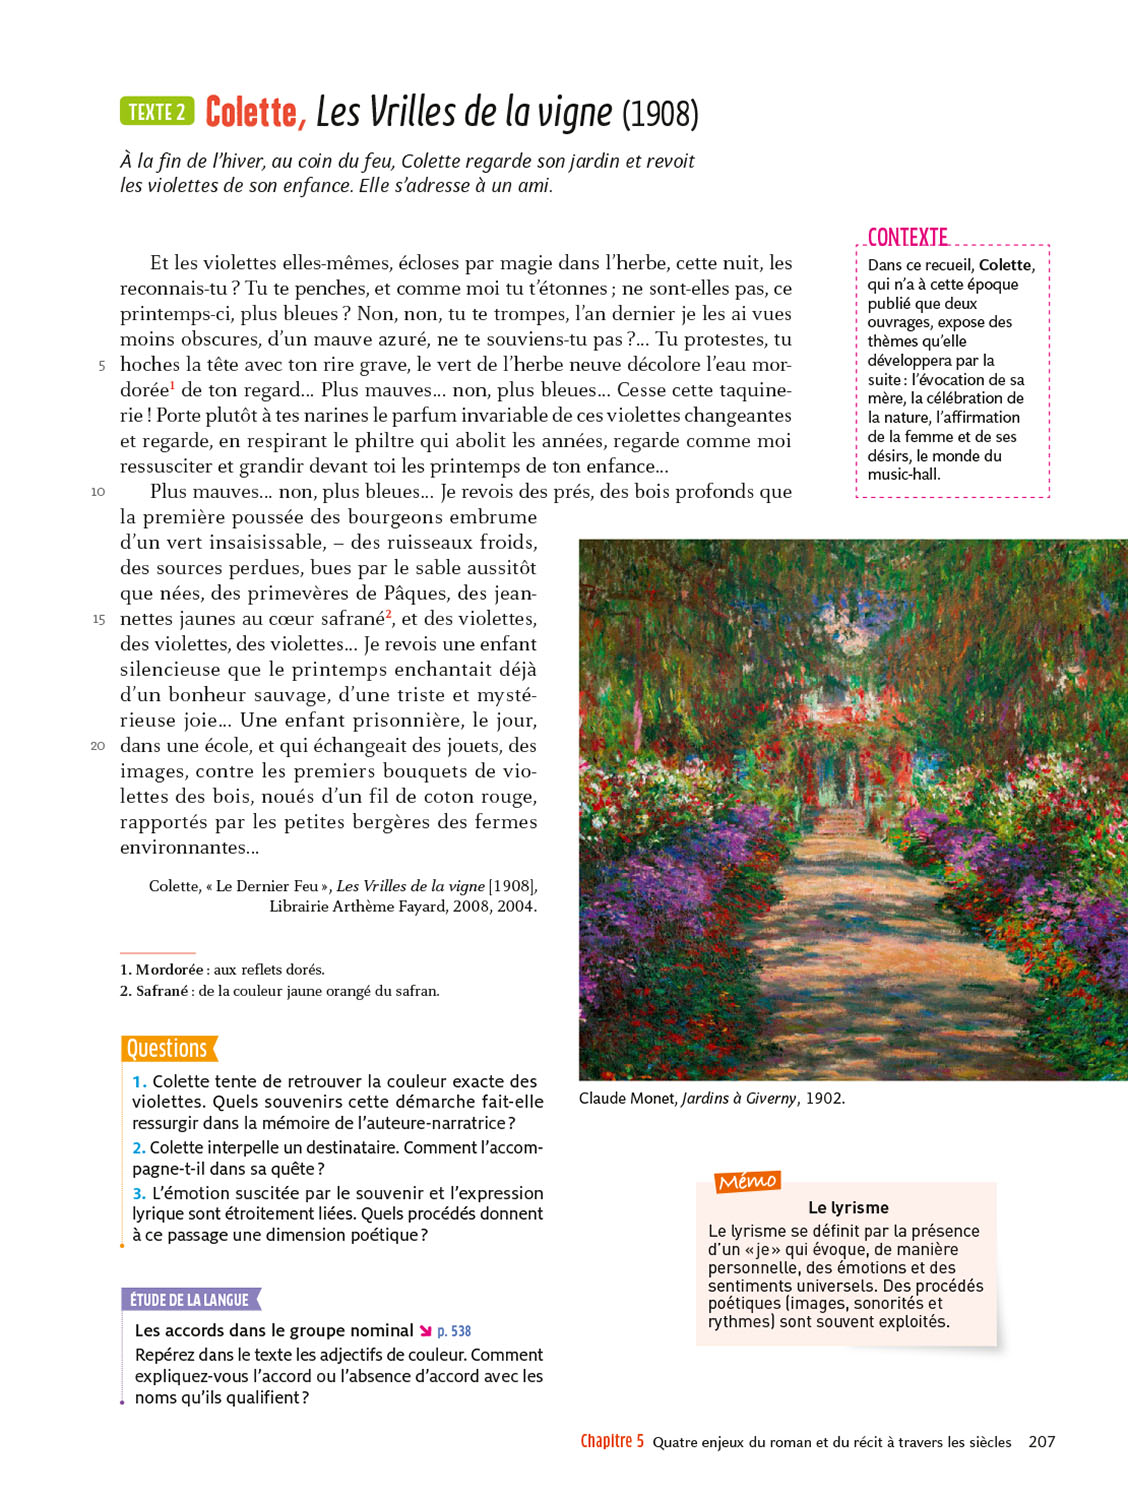 TEXTE 2 Colette, Les Vrilles de la vigne (1908)
À la fin de l'hiver, au coin du feu, Colette regarde son jardin et revoit
les violettes de son enfance. Elle s'adresse à un ami.
Et les violettes elles-mêmes, écloses par magie dans l'herbe, cette nuit, les
reconnais-tu ? Tu te penches, et comme moi tu t'étonnes ; ne sont-elles pas, ce
printemps-ci, plus bleues ? Non, non, tu te trompes, l'an dernier je les ai vues
moins obscures, d'un mauve azuré, ne te souviens-tu pas ?... Tu protestes, tu
5 hoches la tête avec ton rire grave, le vert de l'herbe neuve décolore l'eau mor-
dorée1 de ton regard... Plus mauves... non, plus bleues... Cesse cette taquine-
rie ! Porte plutôt à tes narines le parfum invariable de ces violettes changeantes
et regarde, en respirant le philtre qui abolit les années, regarde comme moi
ressusciter et grandir devant toi les printemps de ton enfance...
10 Plus mauves... non, plus bleues... Je revois des prés, des bois profonds que
la première poussée des bourgeons embrume
d'un vert insaisissable, – des ruisseaux froids,
des sources perdues, bues par le sable aussitôt
que nées, des primevères de Pâques, des jean-
15 nettes jaunes au cœur safrané2, et des violettes,
des violettes, des violettes... Je revois une enfant
silencieuse que le printemps enchantait déjà
d'un bonheur sauvage, d'une triste et mysté-
rieuse joie... Une enfant prisonnière, le jour,
20 dans une école, et qui échangeait des jouets, des
images, contre les premiers bouquets de vio-
lettes des bois, noués d'un fil de coton rouge,
rapportés par les petites bergères des fermes
environnantes...
Colette, « Le Dernier Feu », Les Vrilles de la vigne [1908],
Librairie Arthème Fayard, 2008, 2004.
1. Mordorée : aux reflets dorés.
2. Safrané : de la couleur jaune orangé du safran.
CONTEXTE
Dans ce recueil, Colette,
qui n'a à cette époque
publié que deux
ouvrages, expose des
thèmes qu'elle
développera par la
suite : l'évocation de sa
mère, la célébration de
la nature, l'affirmation
de la femme et de ses
désirs, le monde du
music-hall.
Claude Monet, Jardins à Giverny, 1902.
Questions
1. Colette tente de retrouver la couleur exacte des
violettes. Quels souvenirs cette démarche fait-elle
ressurgir dans la mémoire de l'auteure-narratrice ?
2. Colette interpelle un destinataire. Comment l'accom-
pagne-t-il dans sa quête ?
3. L'émotion suscitée par le souvenir et l'expression
lyrique sont étroitement liées. Quels procédés donnent
à ce passage une dimension poétique ?
ÉTUDE DE LA LANGUE
Les accords dans le groupe nominal p. 538
Repérez dans le texte les adjectifs de couleur. Comment
expliquez-vous l'accord ou l'absence d'accord avec les
noms qu'ils qualifient ?
Mémo
Le lyrisme
Le lyrisme se définit par la présence
d'un « je » qui évoque, de manière
personnelle, des émotions et des
sentiments universels. Des procédés
poétiques (images, sonorités et
rythmes) sont souvent exploités.
Chapitre 5 Quatre enjeux du roman et du récit à travers les siècles 207